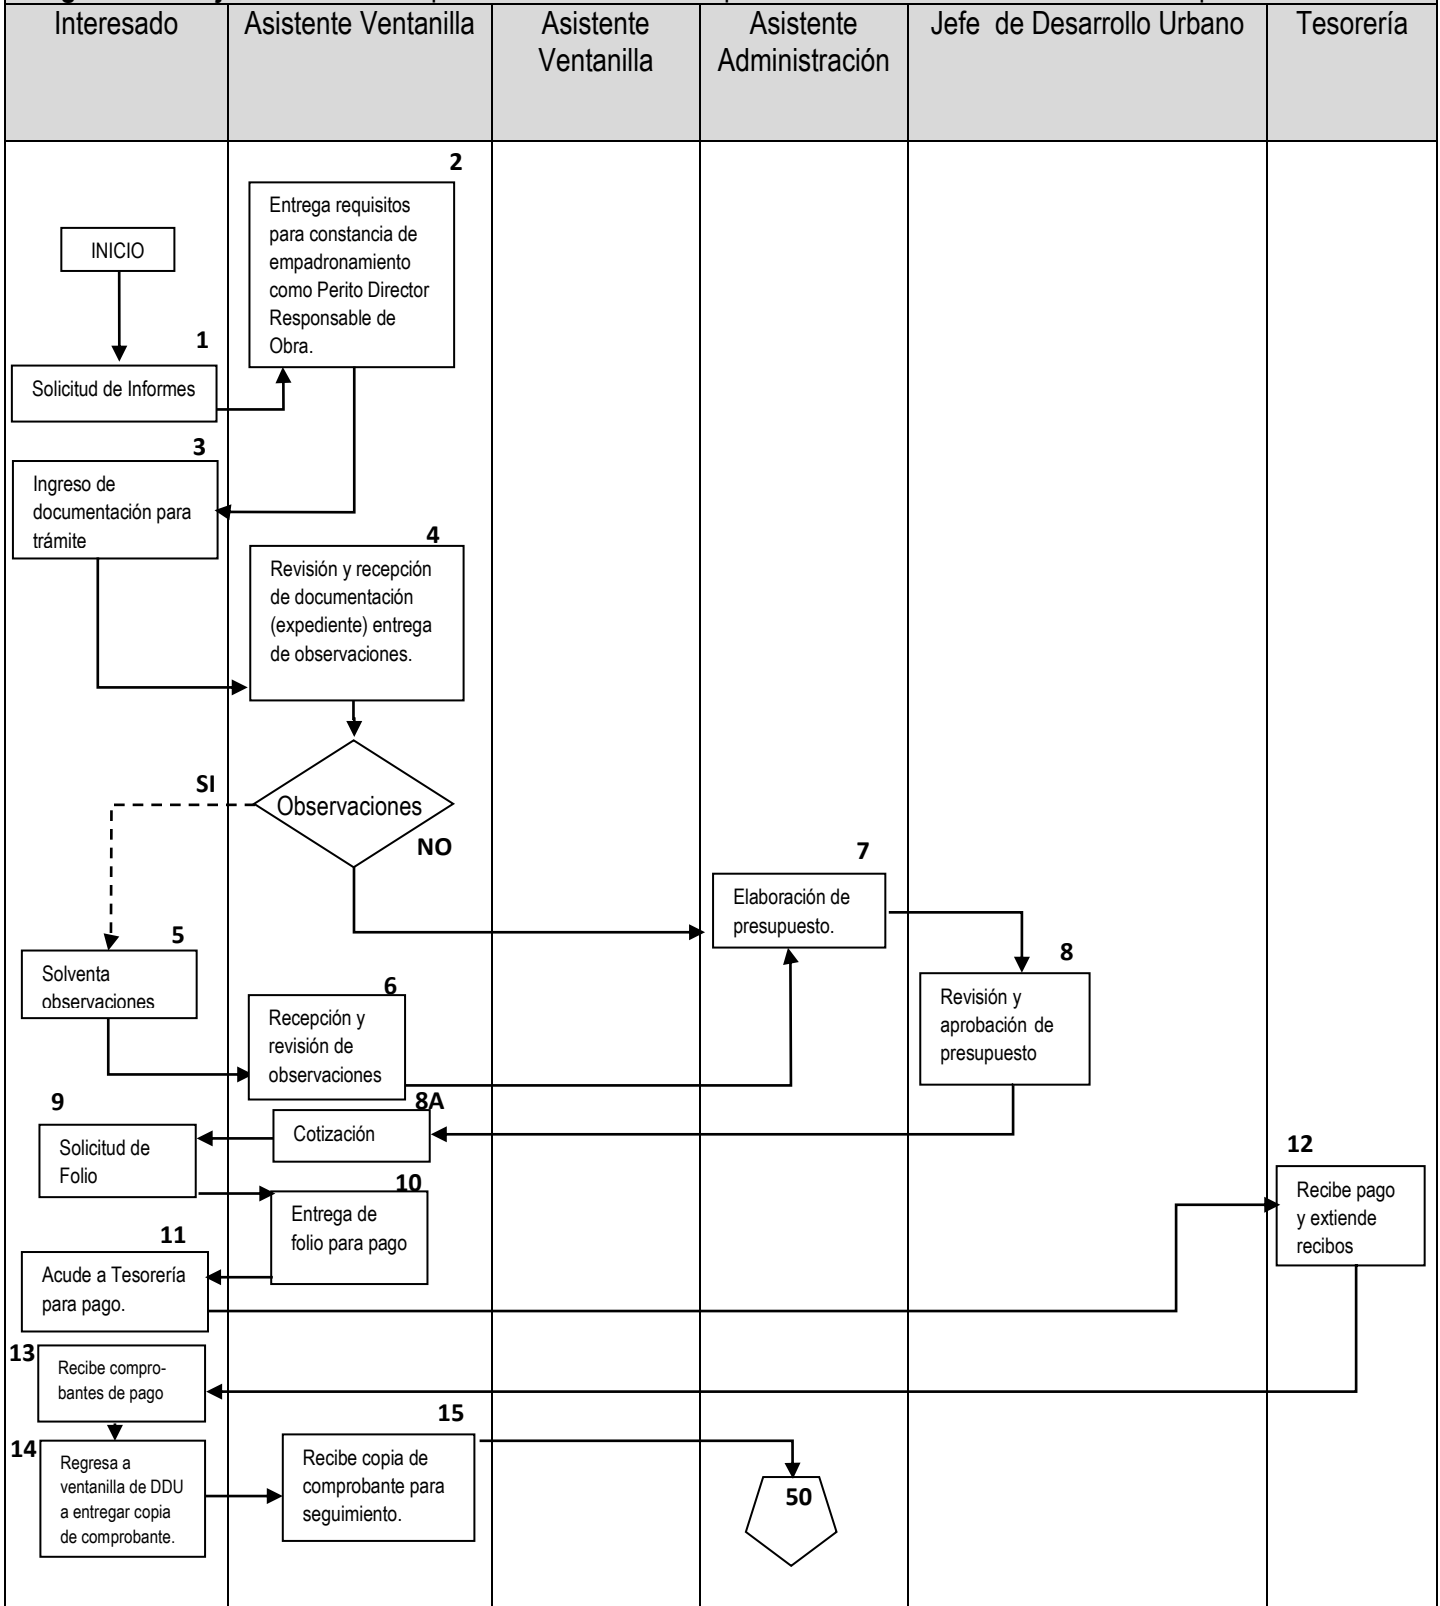 Interesado
Asistente Ventanilla
Asistente
Ventanilla
Asistente
Administración
Jefe de Desarrollo Urbano
Tesorería
INICIO
1
Solicitud de Informes
2
Entrega requisitos
para constancia de
empadronamiento
como Perito Director
Responsable de
Obra.
3
Ingreso de
documentación para
trámite
4
Revisión y recepción
de documentación
(expediente) entrega
de observaciones.
Observaciones
SI
NO
5
Solventa
observaciones
6
Recepción y
revisión de
observaciones
7
Elaboración de
presupuesto.
8
Revisión y
aprobación de
presupuesto
8A
Cotización
9
Solicitud de
Folio
10
Entrega de
folio para pago
11
Acude a Tesorería
para pago.
12
Recibe pago
y extiende
recibos
13
Recibe compro-
bantes de pago
14
Regresa a
ventanilla de DDU
a entregar copia
de comprobante.
15
Recibe copia de
comprobante para
seguimiento.
50